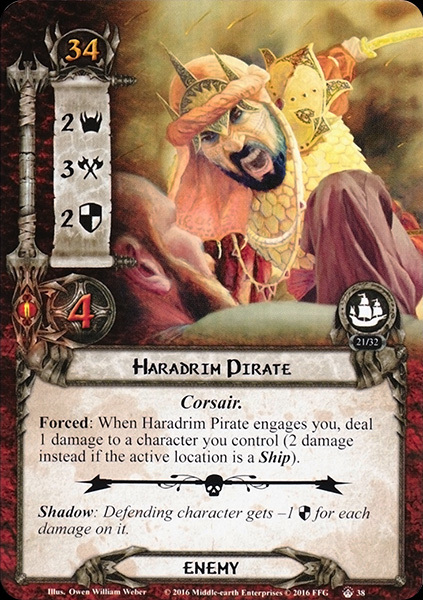 34
2
3
2
4
21/32
Haradrim Pirate
Corsair.
Forced: When Haradrim Pirate engages you, deal
1 damage to a character you control (2 damage
instead if the active location is a Ship).
Shadow: Defending character gets –1 for each
damage on it.
ENEMY
Illus. Owen William Weber © 2016 Middle-earth Enterprises © 2016 FFG 38